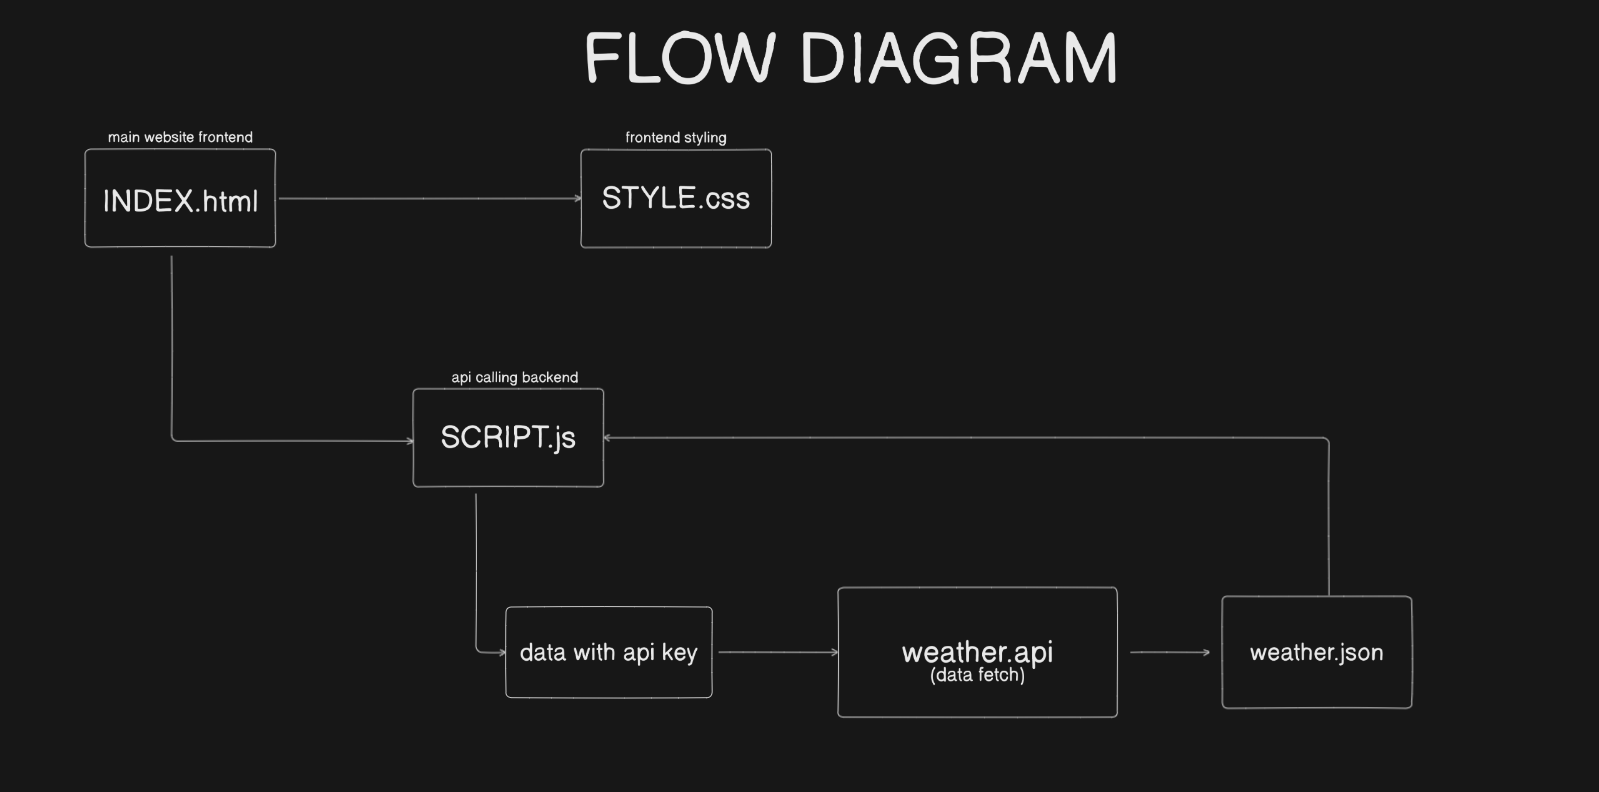 FLOW DIAGRAM
main website frontend
INDEX.html
frontend styling
STYLE.css
api calling backend
SCRIPT.js
data with api key
weather.api
(data fetch)
weather.json